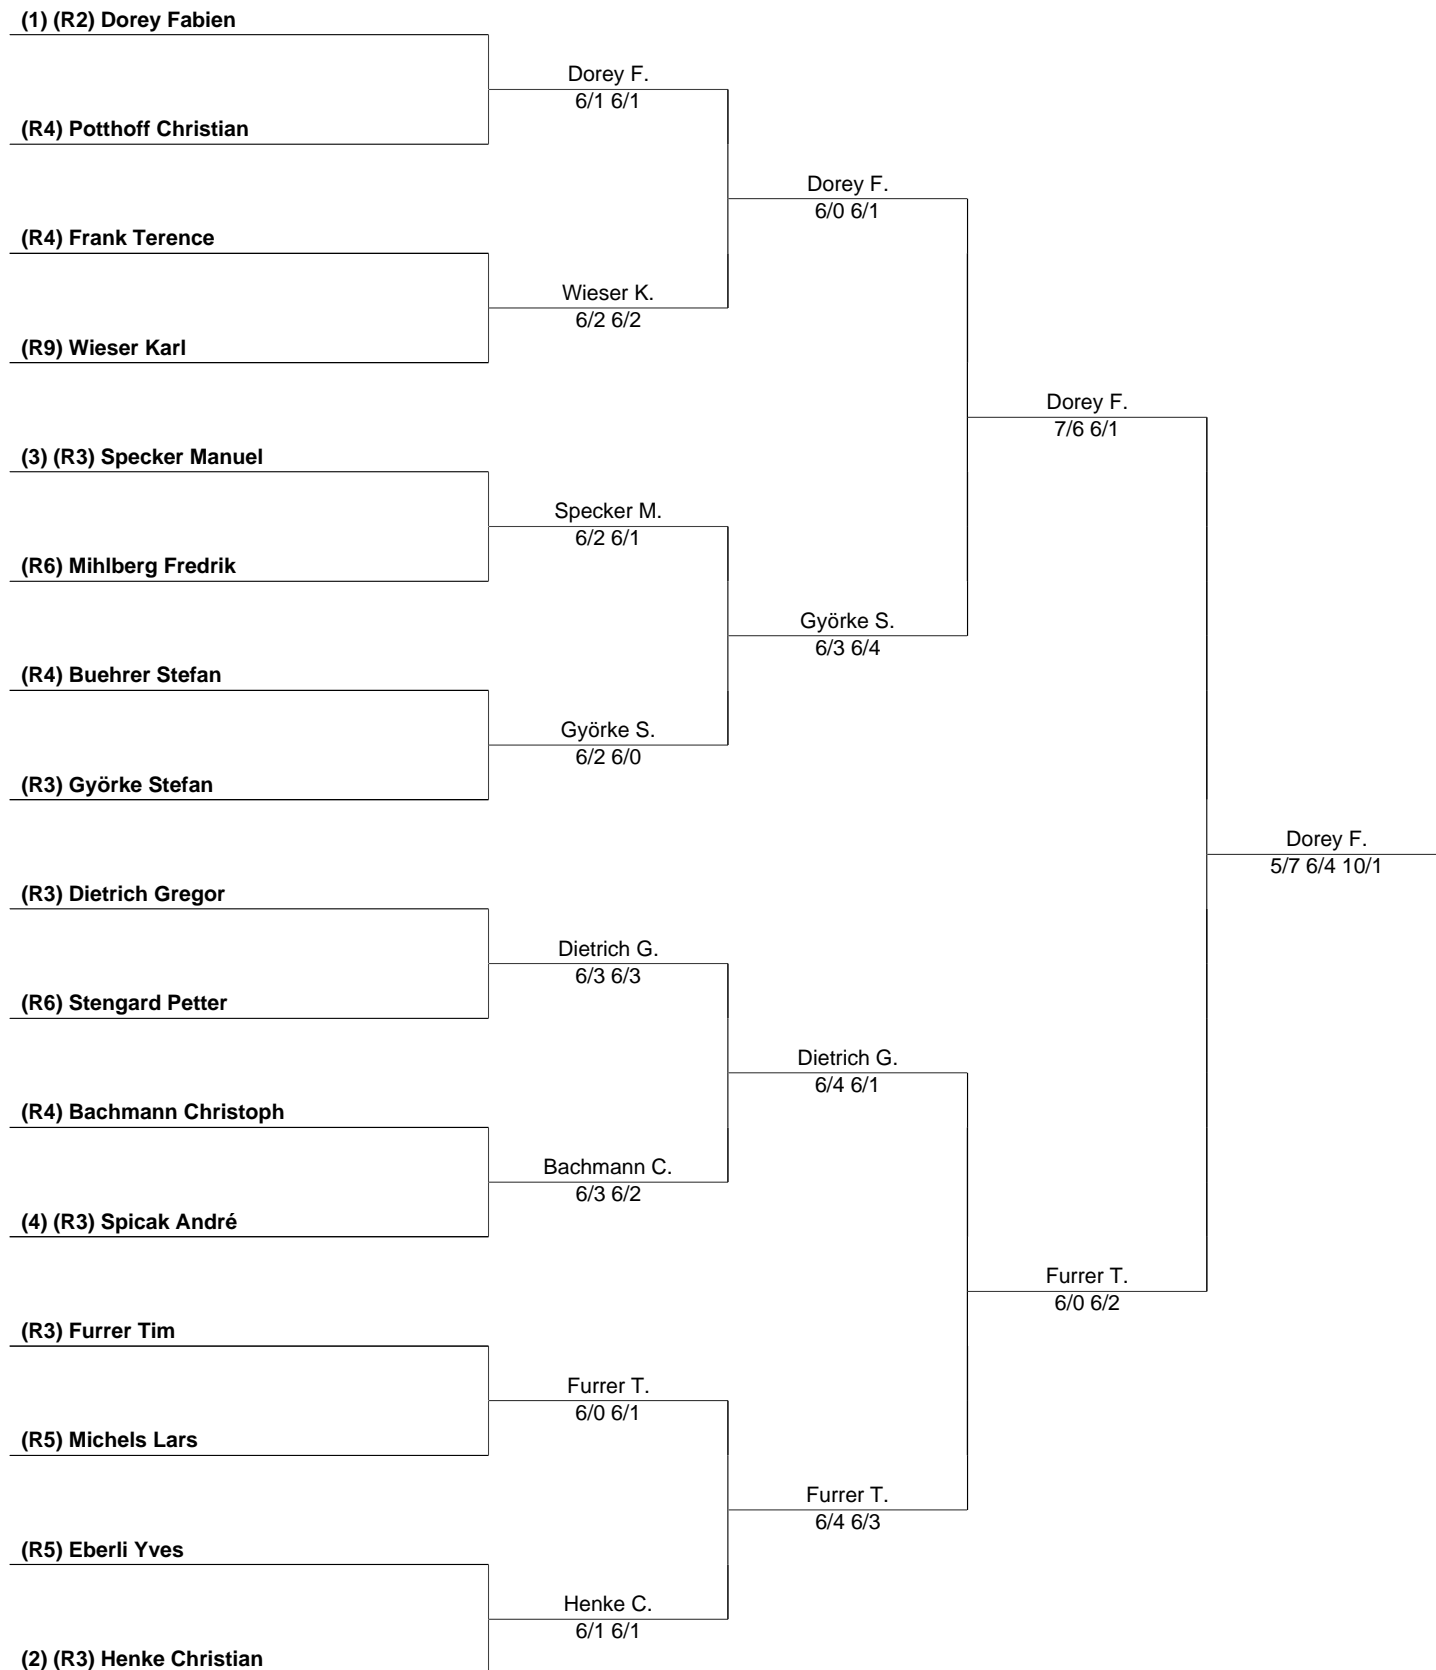 (1) (R2) Dorey Fabien
Dorey F.
6/1 6/1
(R4) Potthoff Christian
Dorey F.
6/0 6/1
(R4) Frank Terence
Wieser K.
6/2 6/2
(R9) Wieser Karl
Dorey F.
7/6 6/1
(3) (R3) Specker Manuel
Specker M.
6/2 6/1
(R6) Mihlberg Fredrik
Györke S.
6/3 6/4
(R4) Buehrer Stefan
Györke S.
6/2 6/0
(R3) Györke Stefan
Dorey F.
5/7 6/4 10/1
(R3) Dietrich Gregor
Dietrich G.
6/3 6/3
(R6) Stengard Petter
Dietrich G.
6/4 6/1
(R4) Bachmann Christoph
Bachmann C.
6/3 6/2
(4) (R3) Spicak André
Furrer T.
6/0 6/2
(R3) Furrer Tim
Furrer T.
6/0 6/1
(R5) Michels Lars
Furrer T.
6/4 6/3
(R5) Eberli Yves
Henke C.
6/1 6/1
(2) (R3) Henke Christian